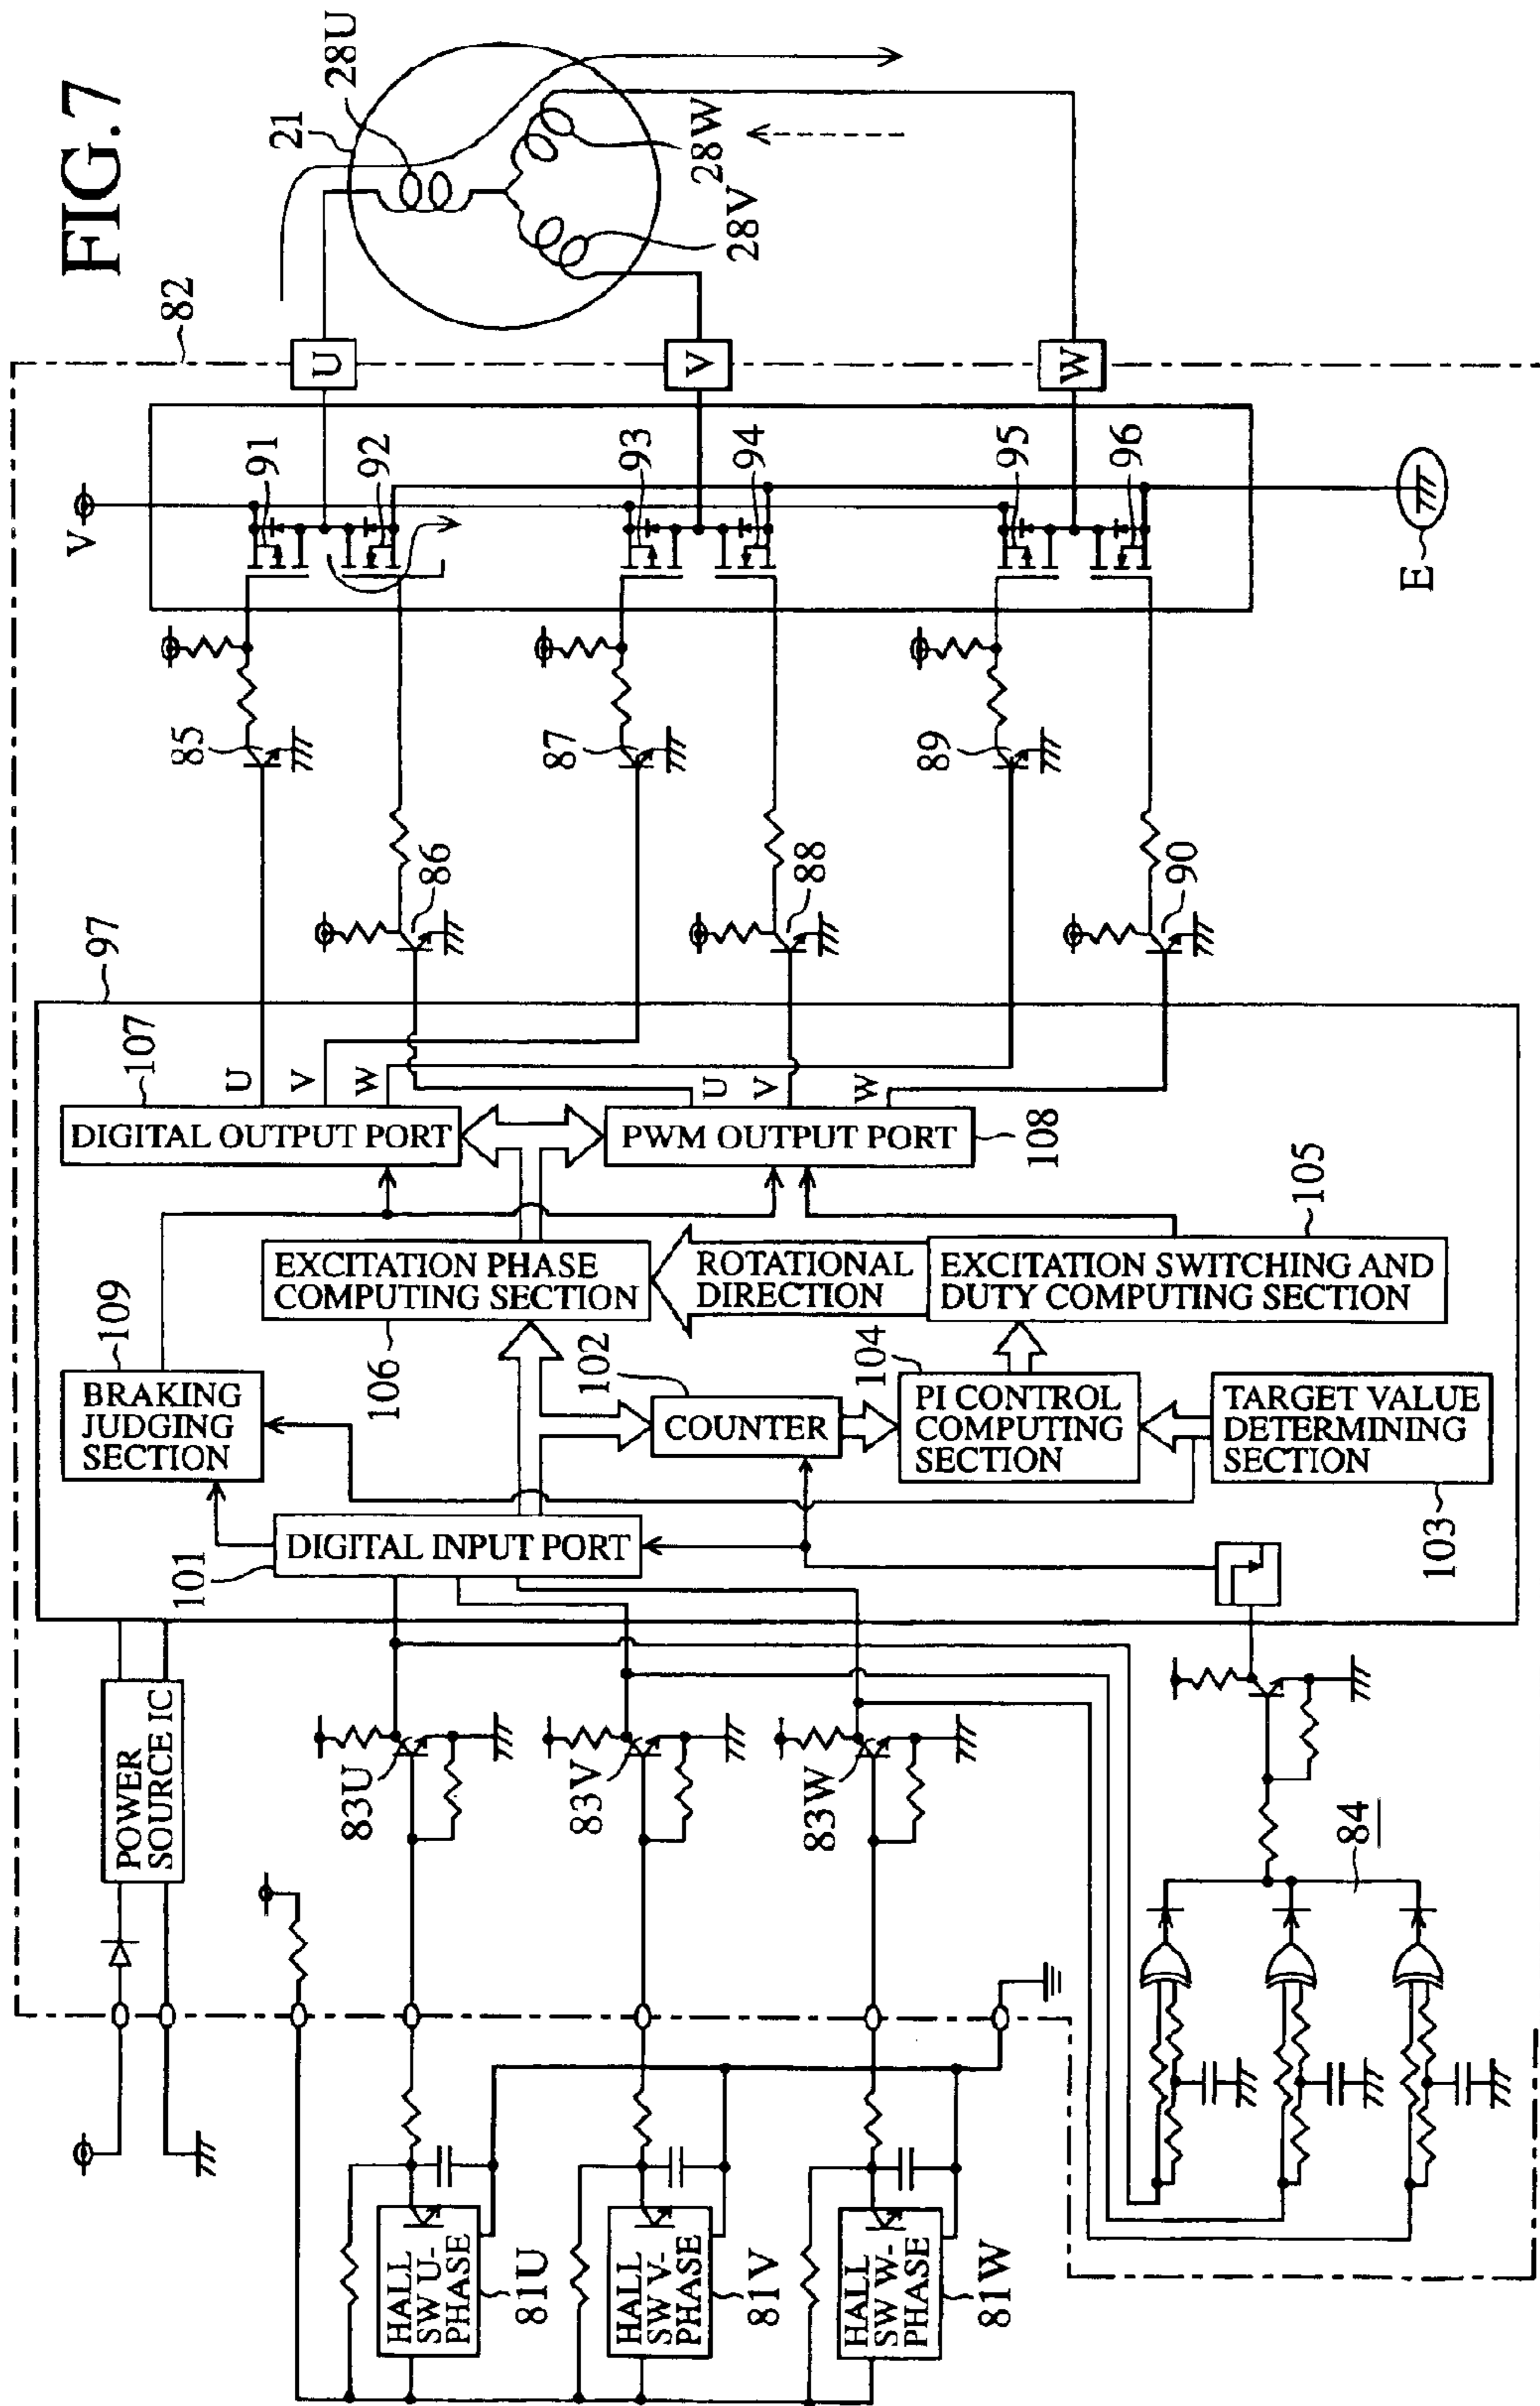 FIG.7
POWER
SOURCE IC
97
82
HALL
SW U-
PHASE
81U
HALL
SW V-
PHASE
81V
HALL
SW W-
PHASE
81W
83U
83V
83W
84
101
DIGITAL INPUT PORT
109
BRAKING
JUDGING
SECTION
106
EXCITATION PHASE
COMPUTING SECTION
102
COUNTER
104
PI CONTROL
COMPUTING
SECTION
TARGET VALUE
DETERMINING
SECTION
103
ROTATIONAL
DIRECTION
105
EXCITATION SWITCHING AND
DUTY COMPUTING SECTION
107
DIGITAL OUTPUT PORT
U
V
W
PWM OUTPUT PORT
108
U
V
W
85
86
87
88
89
90
V
91
92
93
94
95
96
E
U
V
W
21
28U
28V
28W